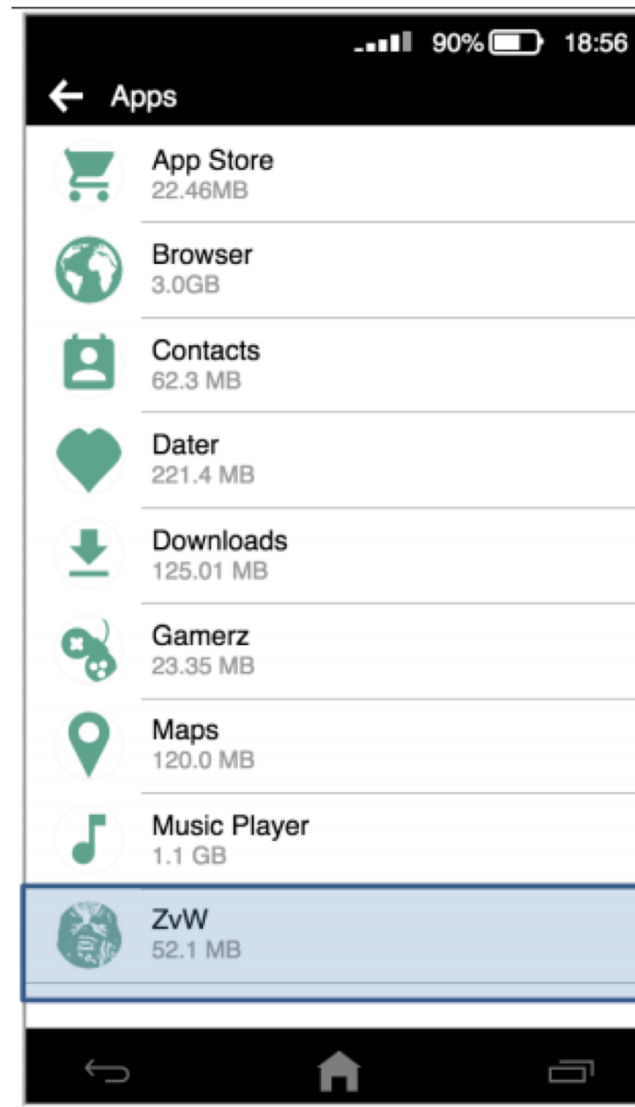 90% 18:56
Apps
App Store
22.46MB
Browser
3.0GB
Contacts
62.3 MB
Dater
221.4 MB
Downloads
125.01 MB
Gamerz
23.35 MB
Maps
120.0 MB
Music Player
1.1 GB
ZvW
52.1 MB